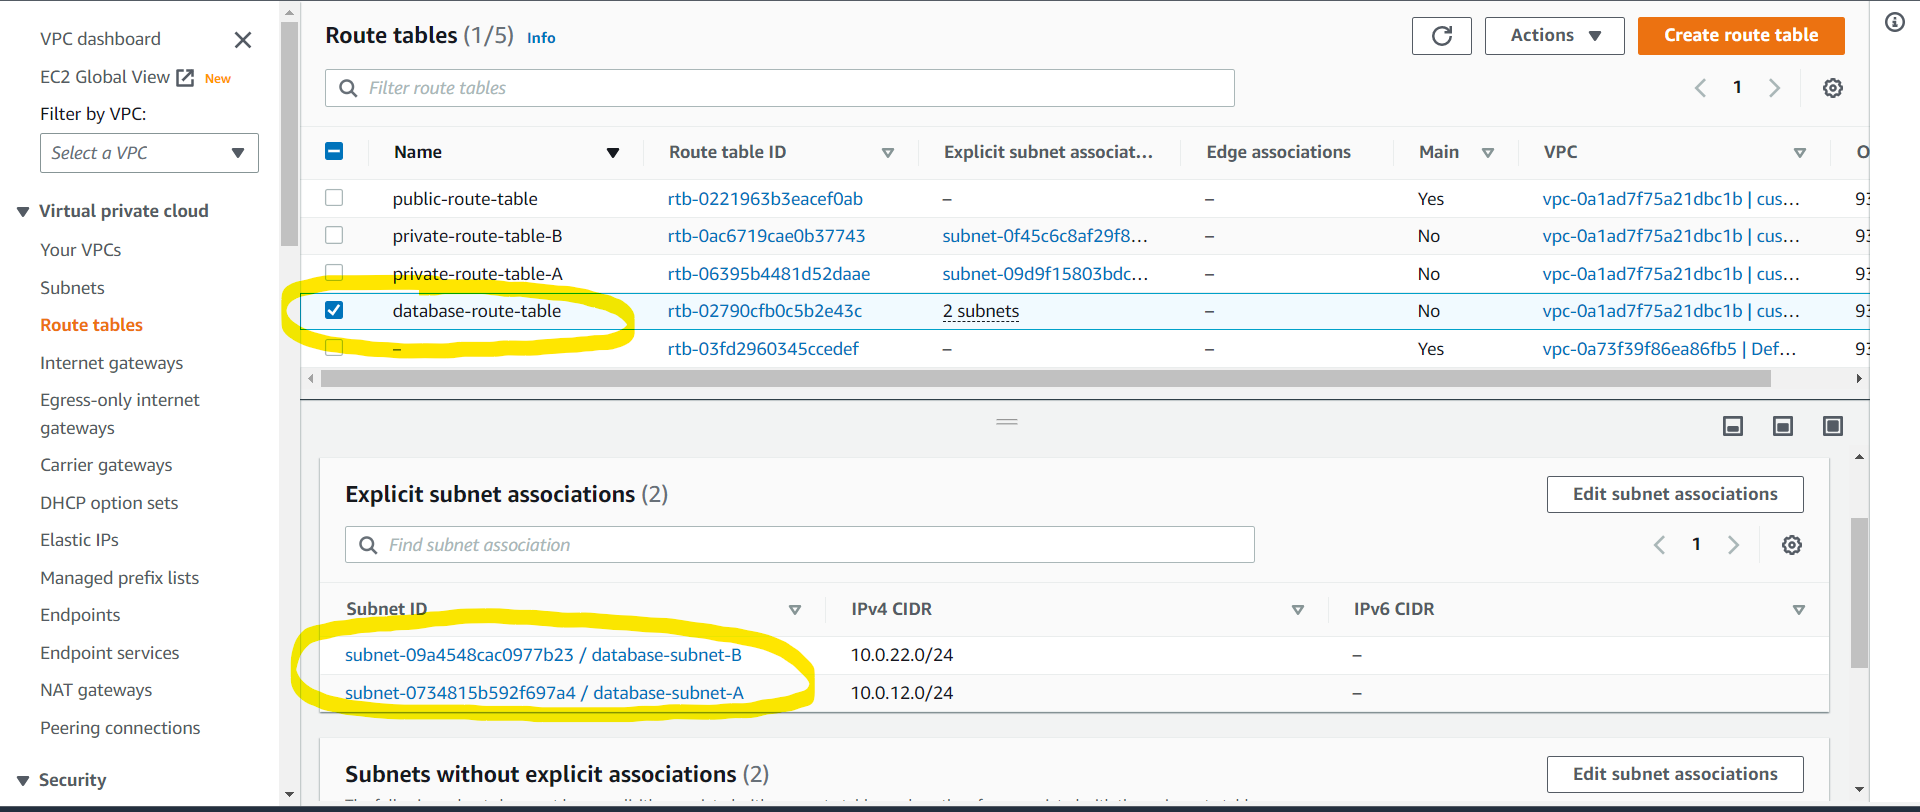 VPC dashboard
EC2 Global View New
Filter by VPC:
Select a VPC
Virtual private cloud
Your VPCs
Subnets
Route tables
Internet gateways
Egress-only internet
gateways
Carrier gateways
DHCP option sets
Elastic IPs
Managed prefix lists
Endpoints
Endpoint services
NAT gateways
Peering connections
Security
Route tables (1/5) Info
Actions
Create route table
Filter route tables
1
Name Route table ID Explicit subnet associat... Edge associations Main VPC
public-route-table rtb-0221963b3eacef0ab – – Yes vpc-0a1ad7f75a21dbc1b | cus...
private-route-table-B rtb-0ac6719cae0b37743 subnet-0f45c6c8af29f8... – No vpc-0a1ad7f75a21dbc1b | cus...
private-route-table-A rtb-06395b4481d52daae subnet-09d9f15803bdc... – No vpc-0a1ad7f75a21dbc1b | cus...
database-route-table rtb-02790cfb0c5b2e43c 2 subnets – No vpc-0a1ad7f75a21dbc1b | cus...
– rtb-03fd2960345ccedef – – Yes vpc-0a73f39f86ea86fb5 | Def...
Explicit subnet associations (2)
Edit subnet associations
Find subnet association
1
Subnet ID IPv4 CIDR IPv6 CIDR
subnet-09a4548cac0977b23 / database-subnet-B 10.0.22.0/24 –
subnet-0734815b592f697a4 / database-subnet-A 10.0.12.0/24 –
Subnets without explicit associations (2)
Edit subnet associations